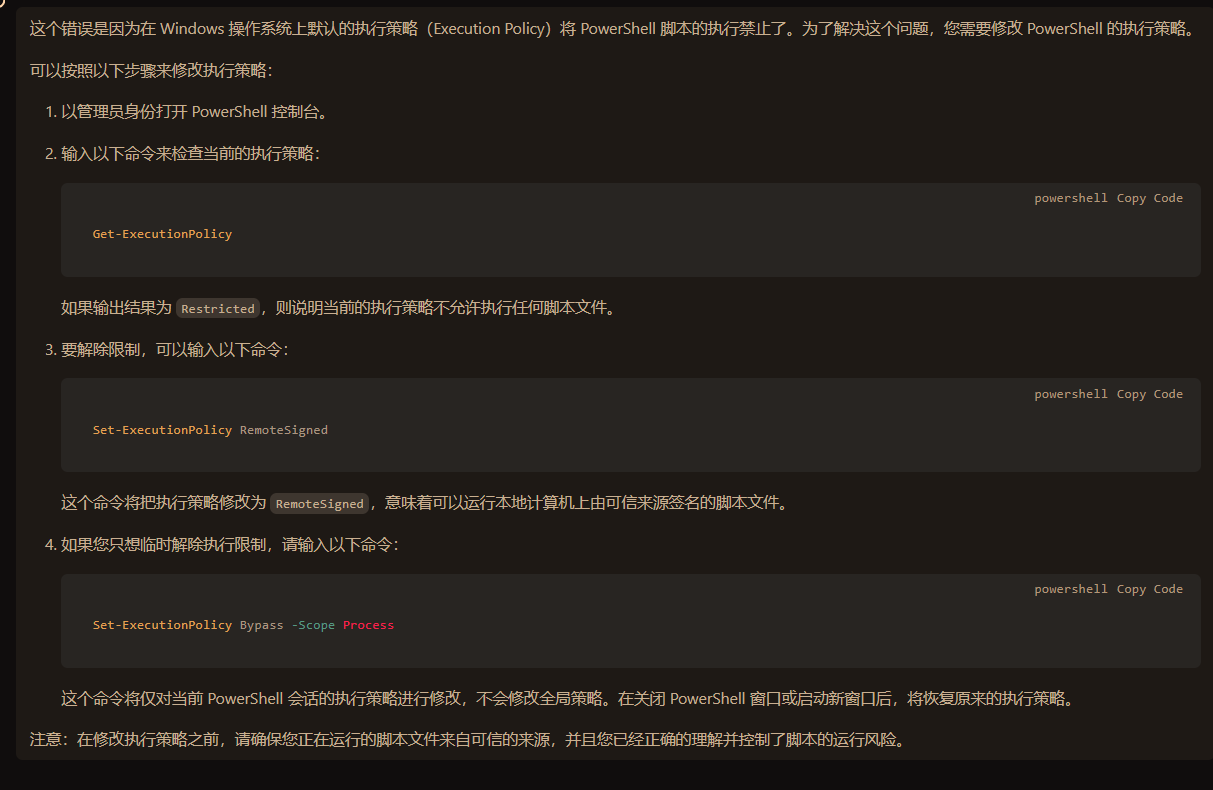 这个错误是因为在 Windows 操作系统上默认的执行策略（Execution Policy）将 PowerShell 脚本的执行禁止了。为了解决这个问题，您需要修改 PowerShell 的执行策略。
可以按照以下步骤来修改执行策略：
1. 以管理员身份打开 PowerShell 控制台。
2. 输入以下命令来检查当前的执行策略：
powershell Copy Code
Get-ExecutionPolicy
如果输出结果为 Restricted，则说明当前的执行策略不允许执行任何脚本文件。
3. 要解除限制，可以输入以下命令：
powershell Copy Code
Set-ExecutionPolicy RemoteSigned
这个命令将把执行策略修改为 RemoteSigned，意味着可以运行本地计算机上由可信来源签名的脚本文件。
4. 如果您只想临时解除执行限制，请输入以下命令：
powershell Copy Code
Set-ExecutionPolicy Bypass -Scope Process
这个命令将仅对当前 PowerShell 会话的执行策略进行修改，不会修改全局策略。在关闭 PowerShell 窗口或启动新窗口后，将恢复原来的执行策略。
注意：在修改执行策略之前，请确保您正在运行的脚本文件来自可信的来源，并且您已经正确的理解并控制了脚本的运行风险。